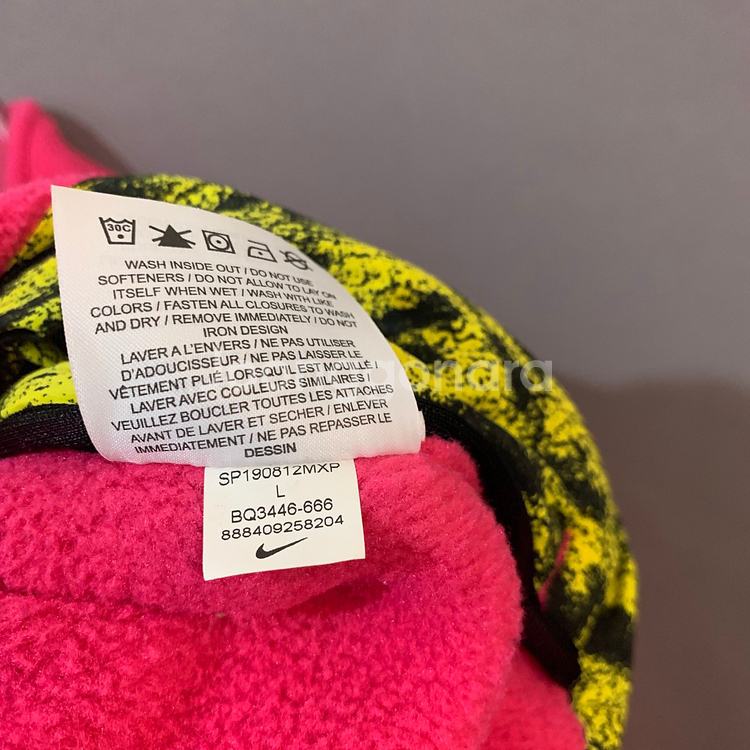 30C
WASH INSIDE OUT / DO NOT USE
SOFTENERS / DO NOT ALLOW TO LAY ON
ITSELF WHEN WET / WASH WITH LIKE
COLORS / FASTEN ALL CLOSURES TO WASH
AND DRY / REMOVE IMMEDIATELY / DO NOT
IRON DESIGN
LAVER A L'ENVERS / NE PAS UTILISER
D'ADOUCISSEUR / NE PAS LAISSER LE
VÊTEMENT PLIÉ LORSQU'IL EST MOUILLÉ /
LAVER AVEC COULEURS SIMILAIRES /
VEUILLEZ BOUCLER TOUTES LES ATTACHES
AVANT DE LAVER ET SECHER / ENLEVER
IMMEDIATEMENT / NE PAS REPASSER LE
DESSIN
SP190812MXP
L
BQ3446-666
888409258204